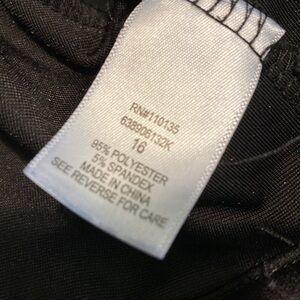 RN#110135
638906132K
16
95% POLYESTER
5% SPANDEX
MADE IN CHINA
SEE REVERSE FOR CARE